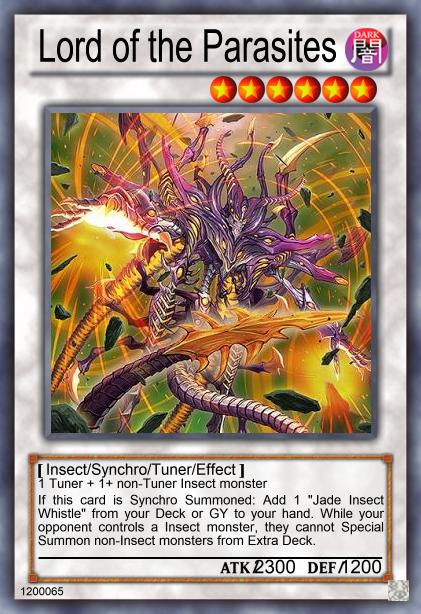 Lord of the Parasites
DARK
闇
[ Insect/Synchro/Tuner/Effect ]
1 Tuner + 1+ non-Tuner Insect monster
If this card is Synchro Summoned: Add 1 "Jade Insect
Whistle" from your Deck or GY to your hand. While your
opponent controls a Insect monster, they cannot Special
Summon non-Insect monsters from Extra Deck.
ATK/2300 DEF/1200
1200065